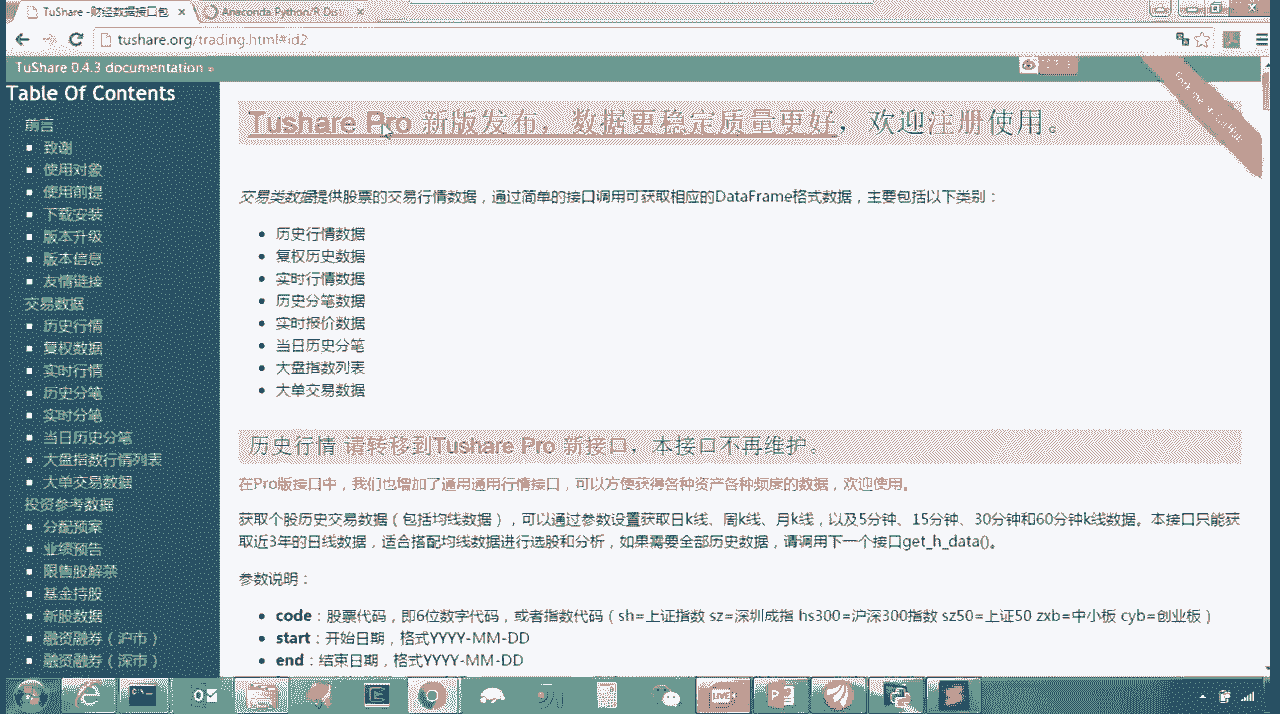 TuShare -财经数据接口包
Anaconda Python/R Dis
tushare.org/trading.html#id2
TuShare 0.4.3 documentation »
Table Of Contents
前言
致谢
使用对象
使用前提
下载安装
版本升级
版本信息
友情链接
交易数据
历史行情
复权数据
实时行情
历史分笔
实时分笔
当日历史分笔
大盘指数行情列表
大单交易数据
投资参考数据
分配预案
业绩预告
限售股解禁
基金持股
新股数据
融资融券（沪市）
融资融券（深市）
Tushare Pro 新版发布，数据更稳定质量更好，欢迎注册使用。
交易类数据提供股票的交易行情数据，通过简单的接口调用可获取相应的DataFrame格式数据，主要包括以下类别：
历史行情数据
复权历史数据
实时行情数据
历史分笔数据
实时报价数据
当日历史分笔
大盘指数列表
大单交易数据
历史行情 请转移到Tushare Pro 新接口，本接口不再维护。
在Pro版接口中，我们也增加了通用通用行情接口，可以方便获得各种资产各种频度的数据，欢迎使用。
获取个股历史交易数据（包括均线数据），可以通过参数设置获取日k线、周k线、月k线，以及5分钟、15分钟、30分钟和60分钟k线数据。本接口只能获
取近3年的日线数据，适合搭配均线数据进行选股和分析，如果需要全部历史数据，请调用下一个接口get_h_data()。
参数说明：
code：股票代码，即6位数字代码，或者指数代码（sh=上证指数 sz=深圳成指 hs300=沪深300指数 sz50=上证50 zxb=中小板 cyb=创业板）
start：开始日期，格式YYYY-MM-DD
end：结束日期，格式YYYY-MM-DD
LIVE